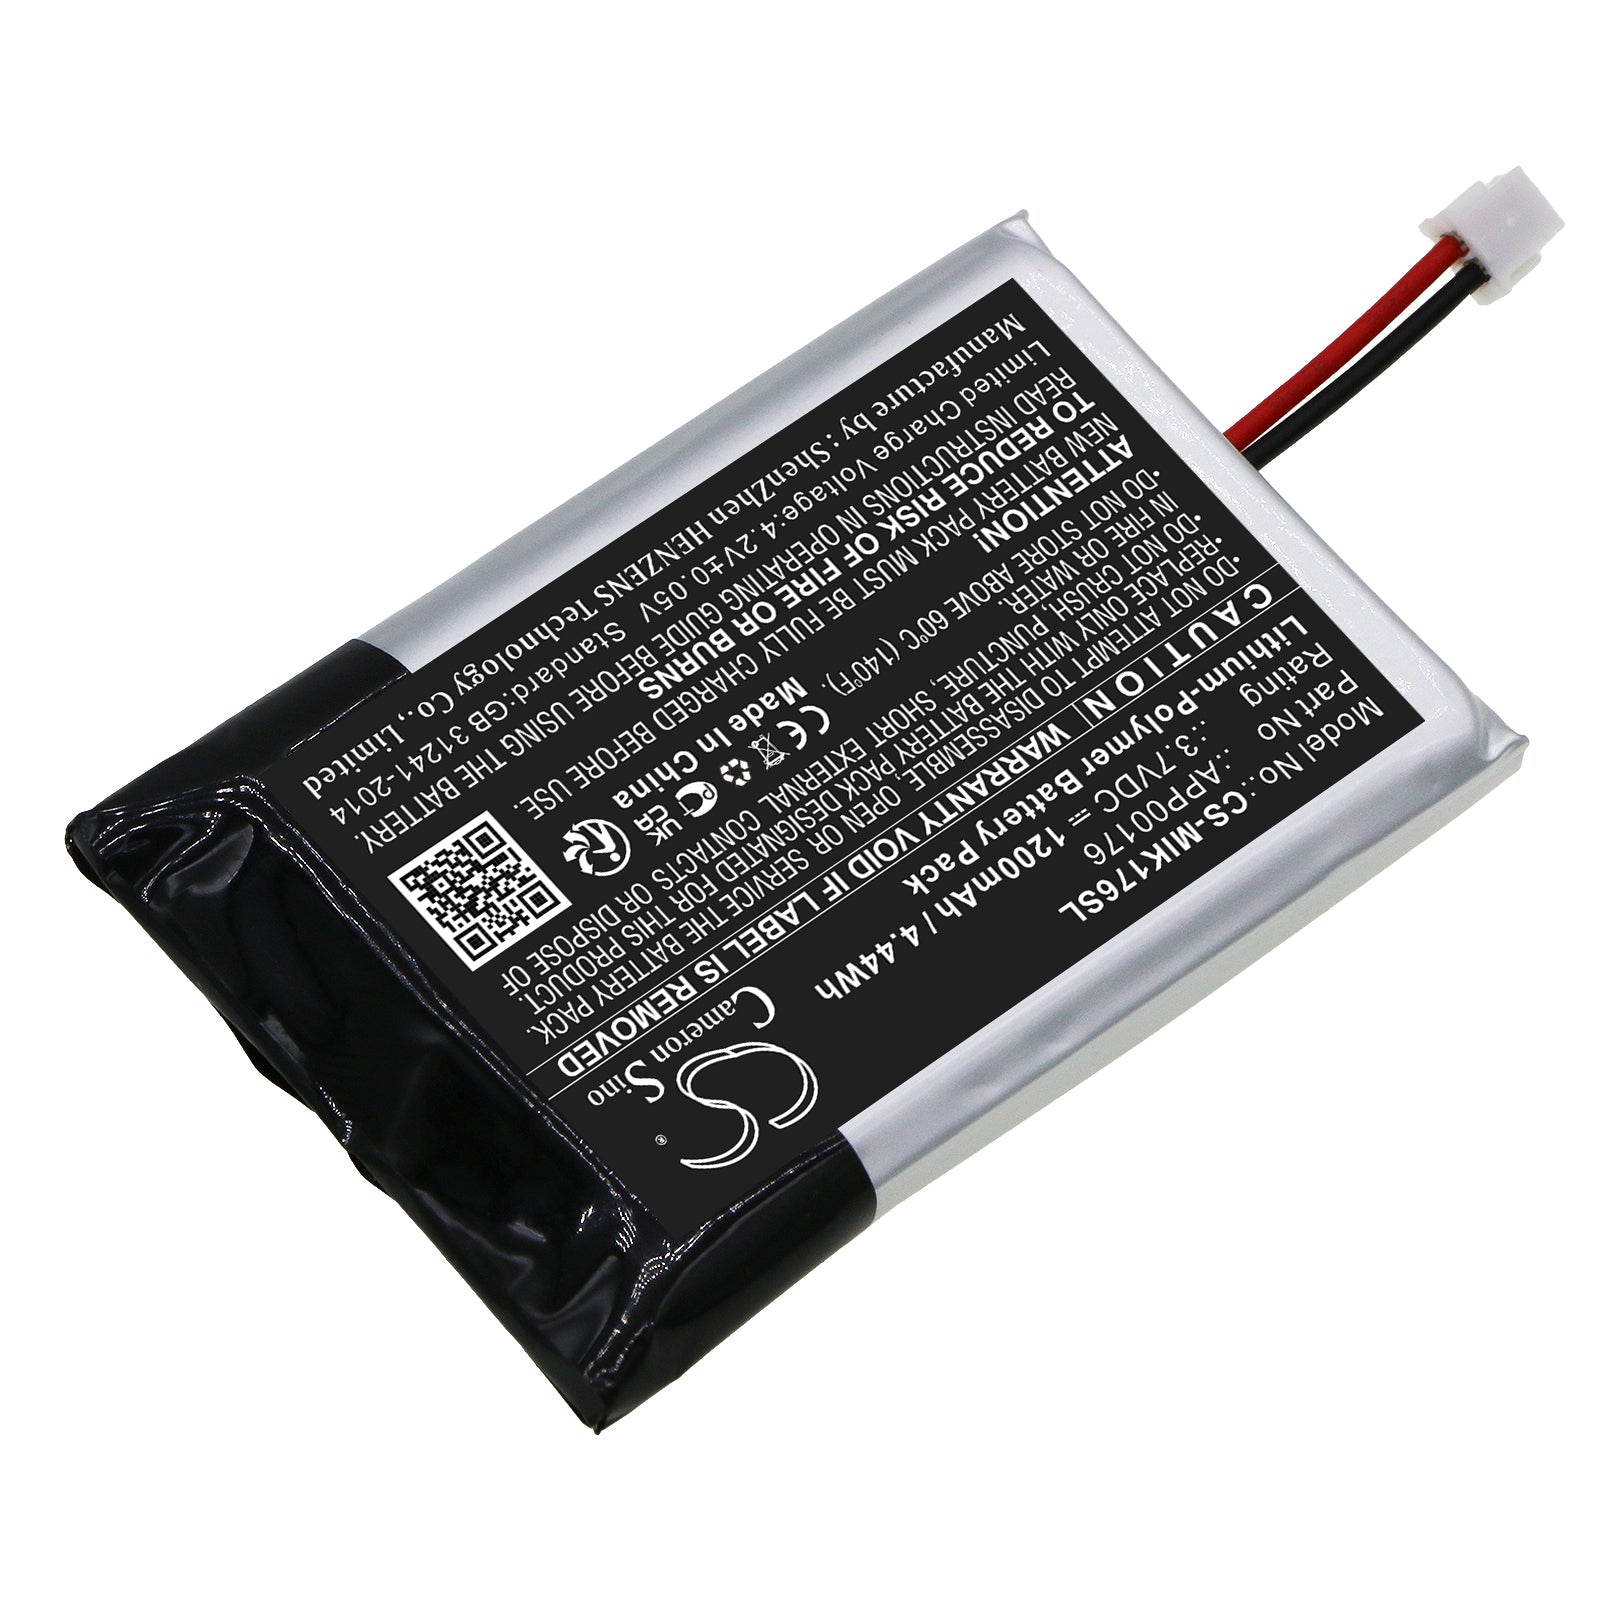 Model No .:: CS-MIK176SL
Part No ..:: APP00176
Rating ..:: 3.7VDC ⎓ 1200mAh / 4.44Wh
Lithium-Polymer Battery Pack
Cameron Sino ®
CAUTION WARRANTY VOID IF LABEL IS REMOVED
•DO NOT ATTEMPT TO DISASSEMBLE, OPEN OR SERVICE THE BATTERY PACK.
•REPLACE ONLY WITH THE BATTERY PACK DESIGNATED FOR THIS PRODUCT.
•DO NOT CRUSH, PUNCTURE, SHORT EXTERNAL CONTACTS OR DISPOSE OF
IN FIRE OR WATER.
•DO NOT STORE ABOVE 60°C (140°F).
ATTENTION!
NEW BATTERY PACK MUST BE FULLY CHARGED BEFORE USE.
TO REDUCE RISK OF FIRE OR BURNS
READ INSTRUCTIONS IN OPERATING GUIDE BEFORE USING THE BATTERY.
Limited Charge Voltage:4.2V±0.05V Standard:GB 31241-2014
Manufacture by:ShenZhen HENZENS Technology Co., Limited
Made In China
CE
UK
CA